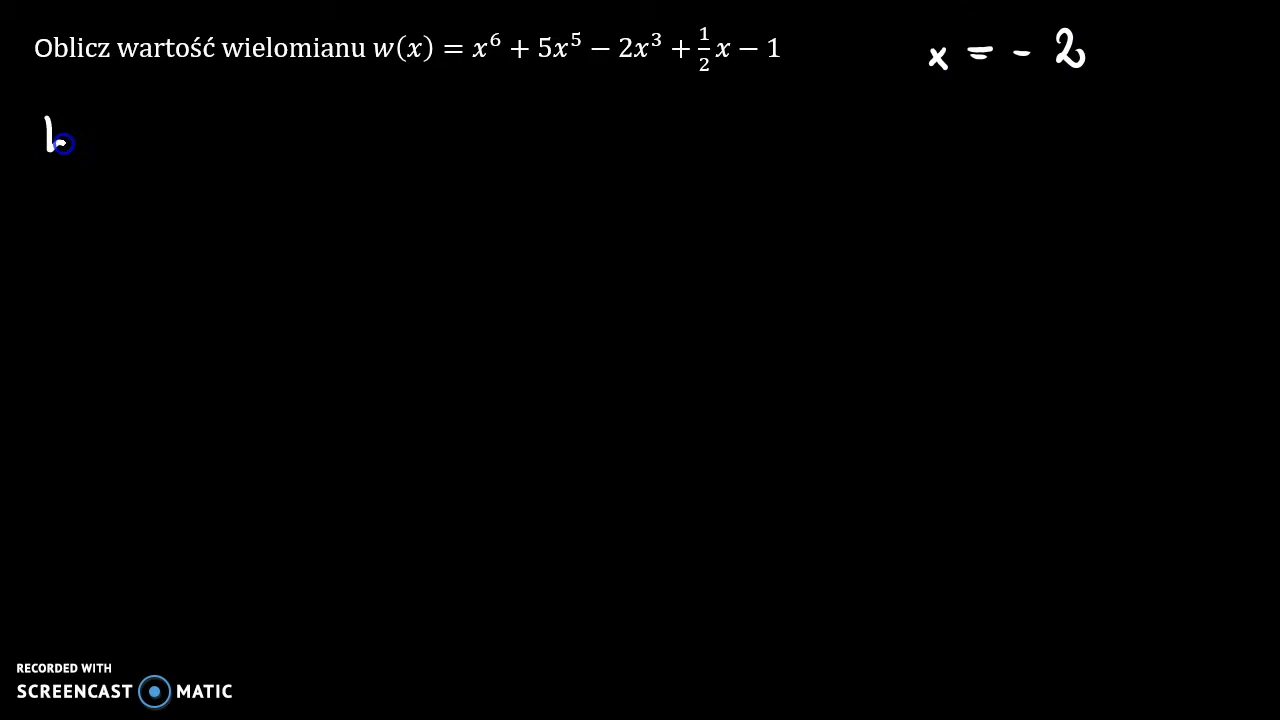 Oblicz wartość wielomianu w(x) = x⁶ + 5x⁵ − 2x³ + ½x − 1 x = - 2
RECORDED WITH
SCREENCAST MATIC